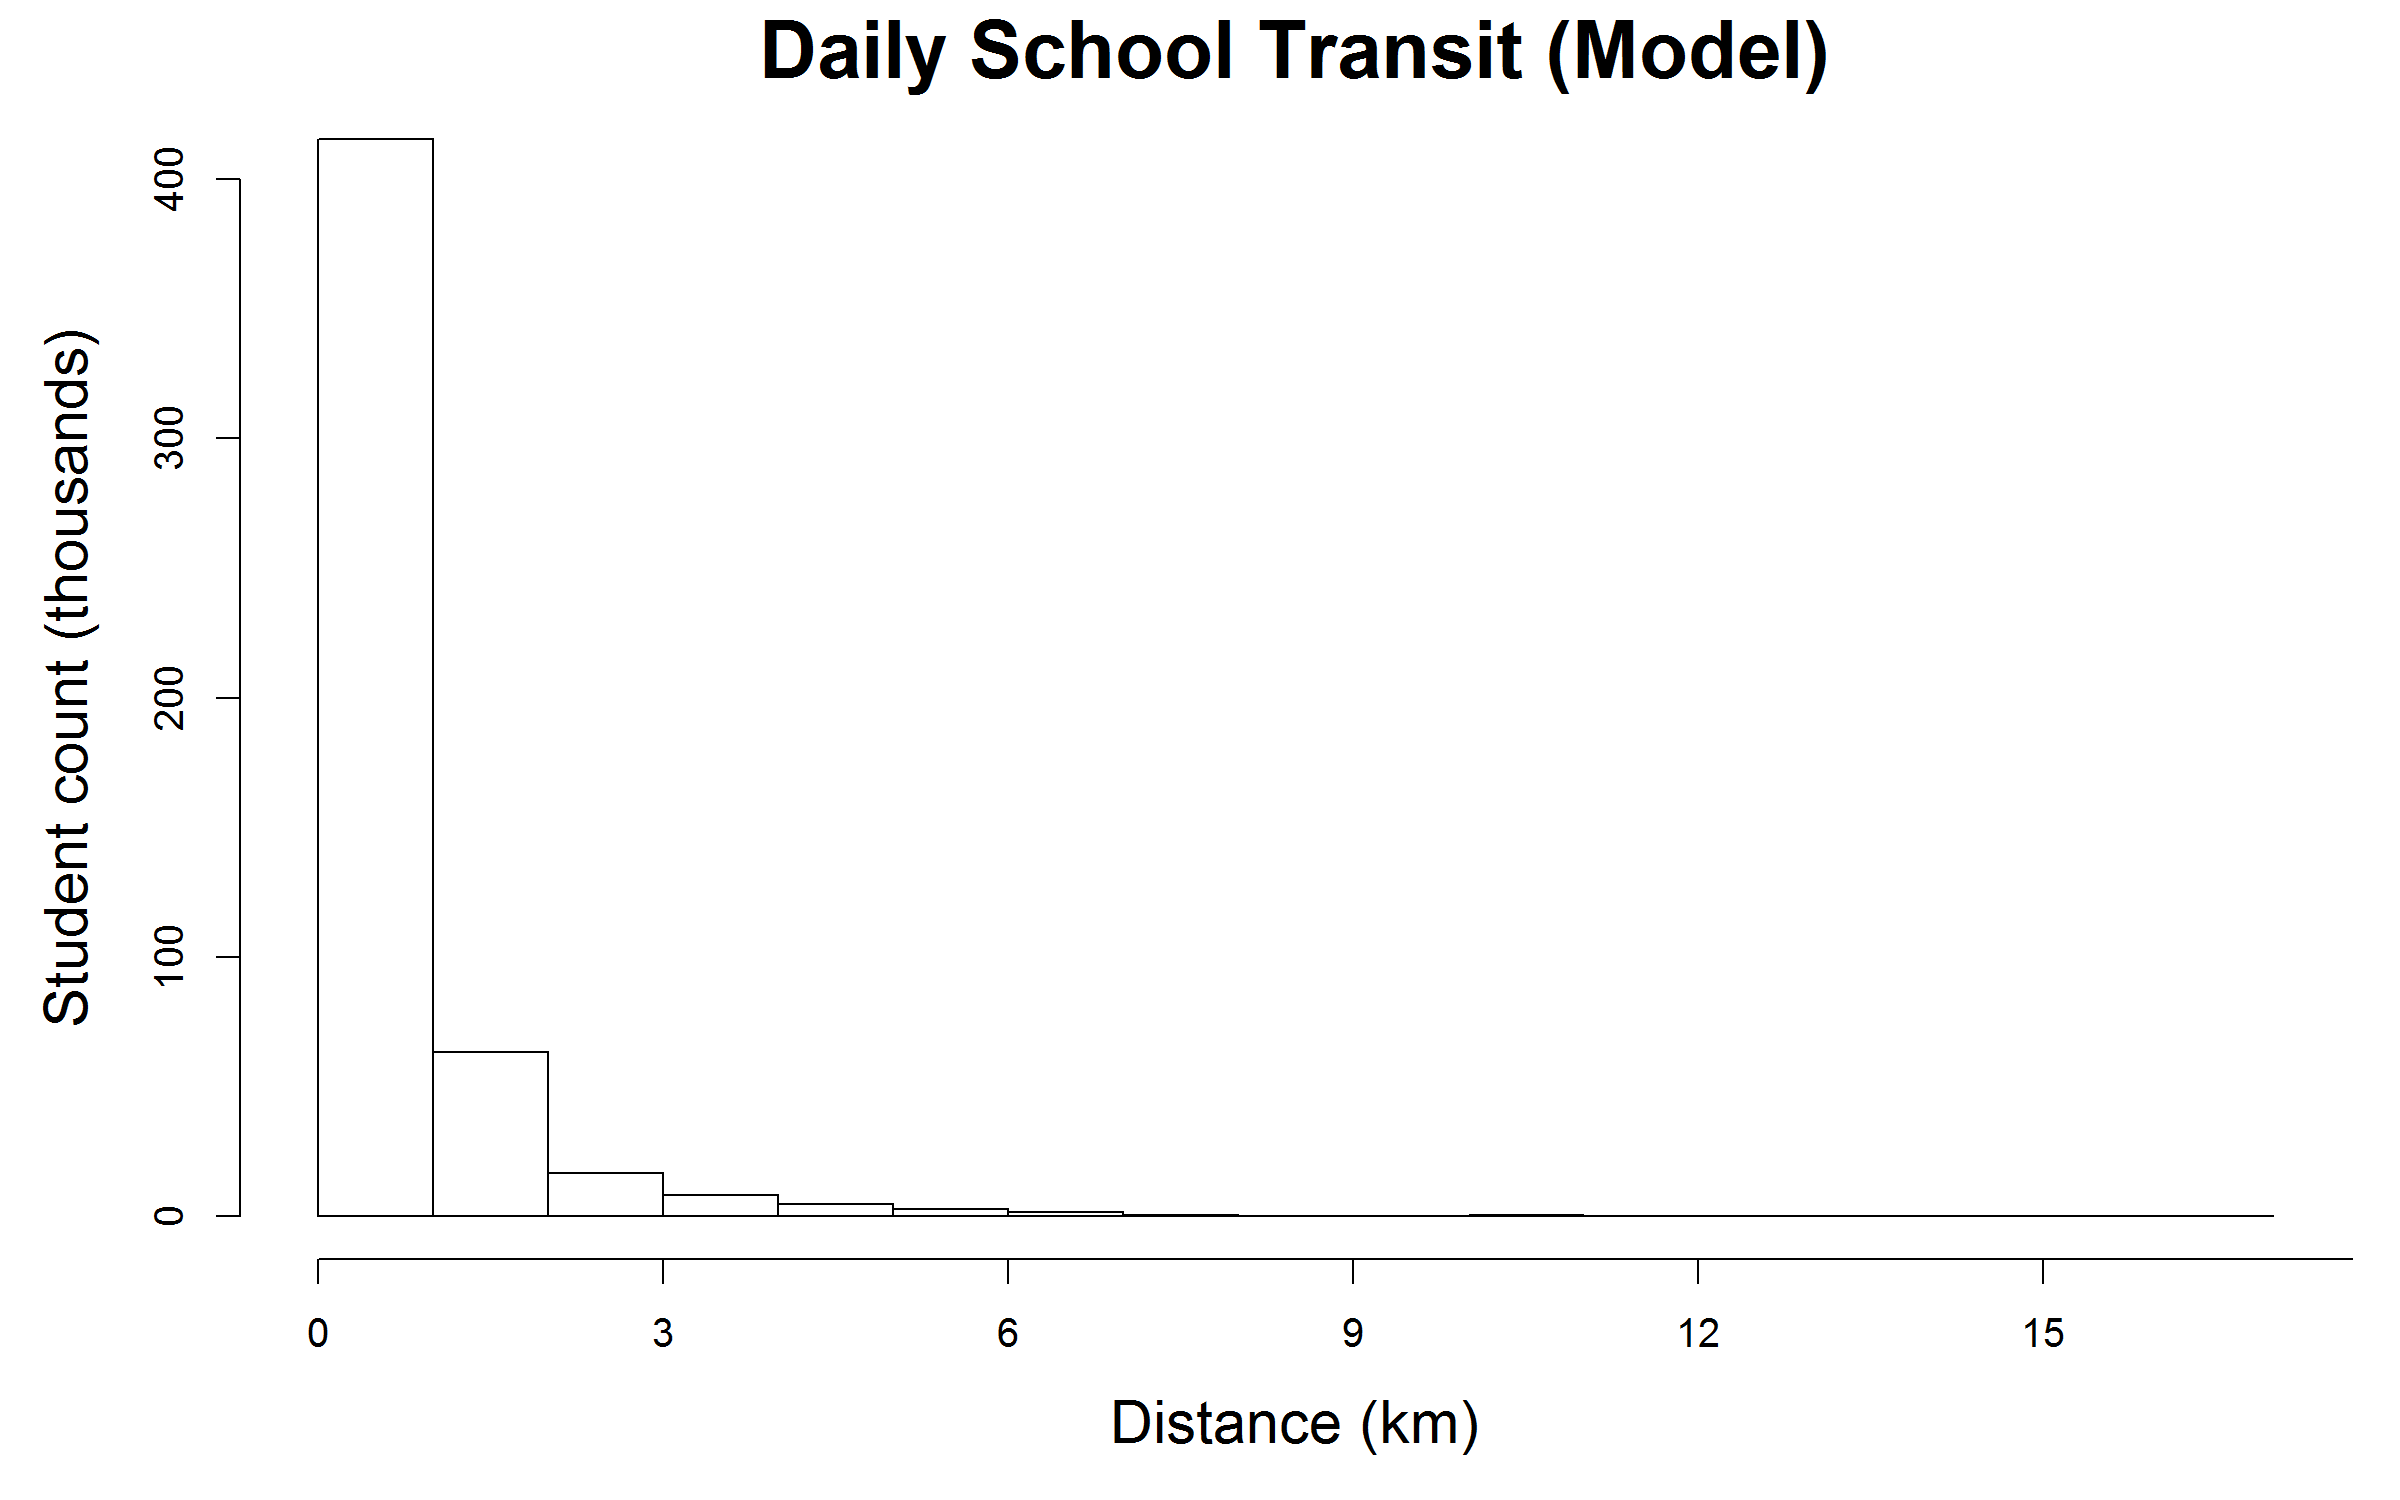 Daily School Transit (Model)
Student count (thousands)
400
300
200
100
0
0 3 6 9 12 15
Distance (km)